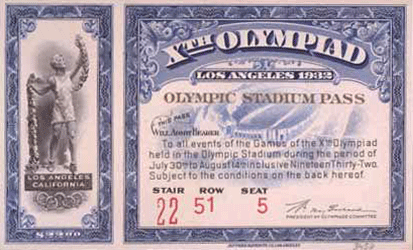 Xth OLYMPIAD
LOS ANGELES 1932
OLYMPIC STADIUM PASS
THIS PASS
WILL ADMIT BEARER
To all events of the Games of the Xth Olympiad
held in the Olympic Stadium during the period of
July 30th to August 14th inclusive Nineteen Thirty-Two.
Subject to the conditions on the back hereof.
STAIR ROW SEAT
22 51 5
PRESIDENT OF OLYMPIADE COMMITTEE
LOS ANGELES
CALIFORNIA
$22.00